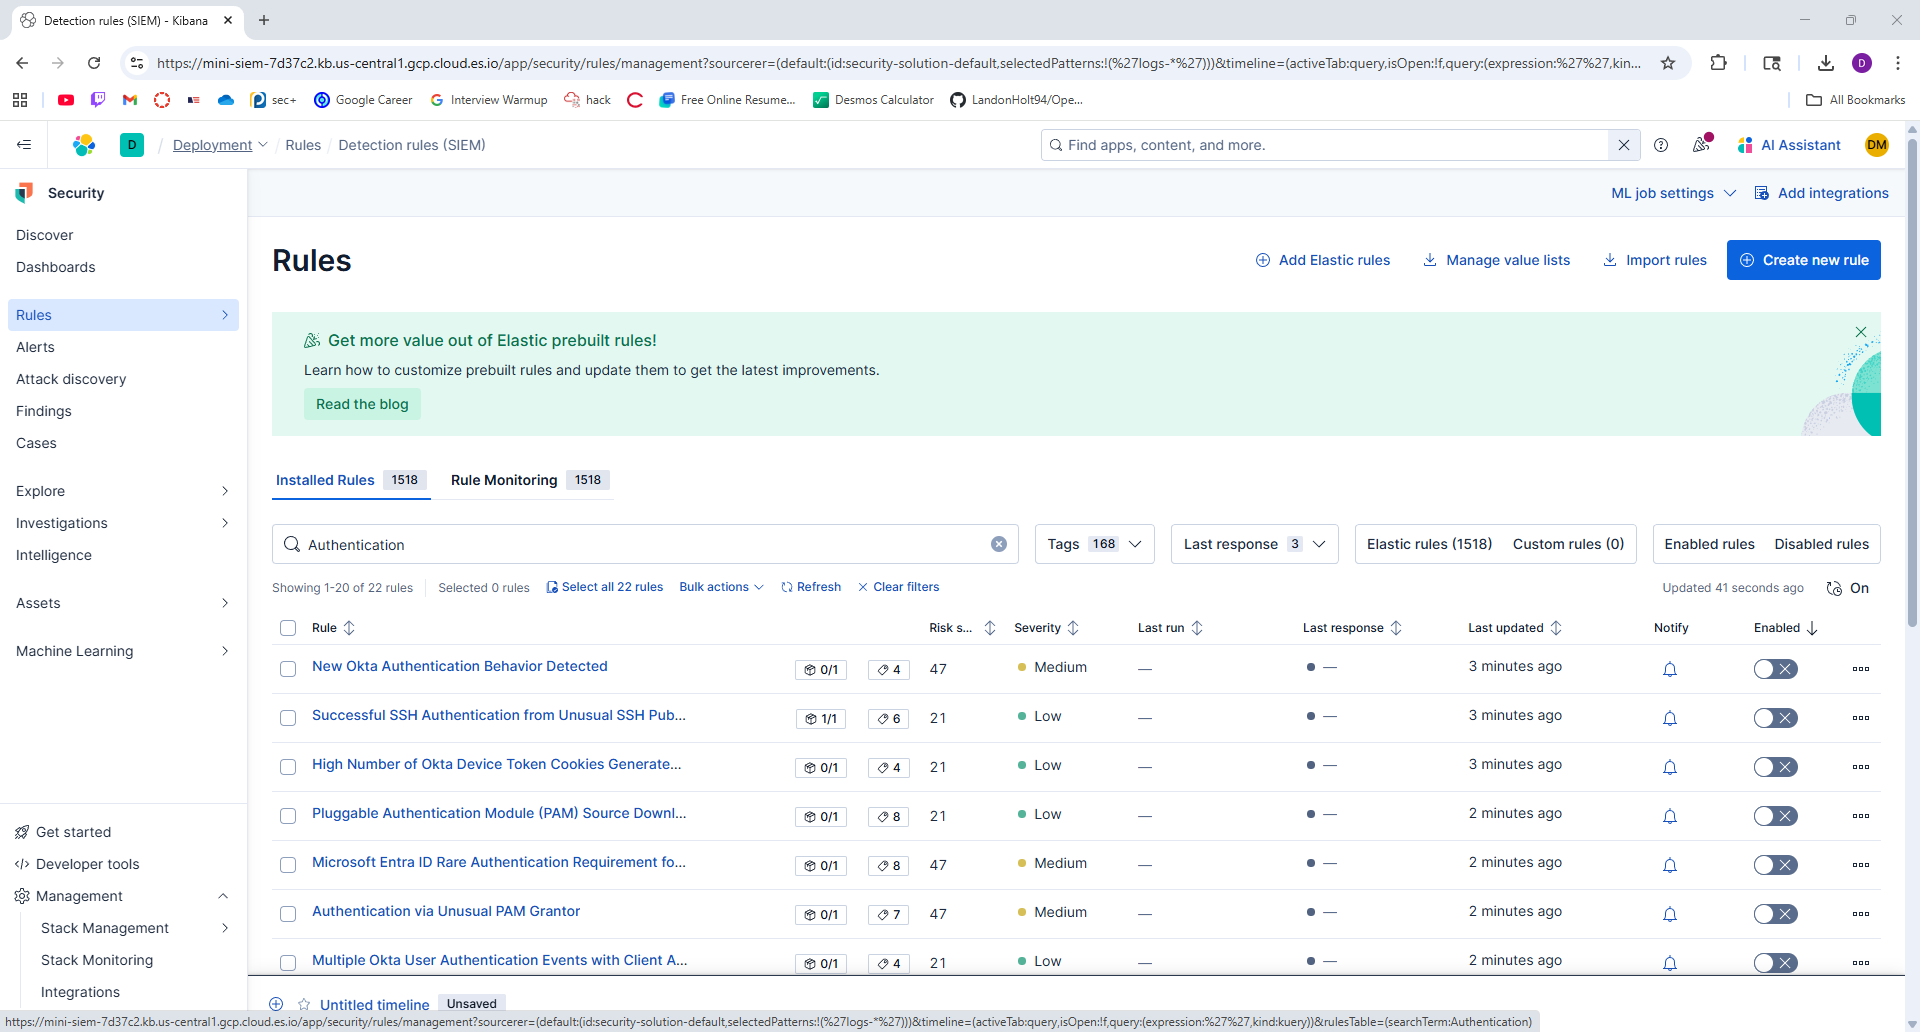 Detection rules (SIEM) - Kibana
https://mini-siem-7d37c2.kb.us-central1.gcp.cloud.es.io/app/security/rules/management?sourcerer=(default:(id:security-solution-default,selectedPatterns:!(%27logs-*%27)))&timeline=(activeTab:query,isOpen:!f,query:(expression:%27%27,kin...
D
sec+ Google Career Interview Warmup hack Free Online Resume... Desmos Calculator LandonHolt94/Ope... All Bookmarks
D / Deployment / Rules / Detection rules (SIEM) Find apps, content, and more. AI Assistant DM
Security
ML job settings Add integrations
Discover
Dashboards
Rules
Alerts
Attack discovery
Findings
Cases
Explore
Investigations
Intelligence
Assets
Machine Learning
Get started
Developer tools
Management
Stack Management
Stack Monitoring
Integrations
Rules
Add Elastic rules Manage value lists Import rules Create new rule
Get more value out of Elastic prebuilt rules!
Learn how to customize prebuilt rules and update them to get the latest improvements.
Read the blog
Installed Rules 1518 Rule Monitoring 1518
Authentication Tags 168 Last response 3 Elastic rules (1518) Custom rules (0) Enabled rules Disabled rules
Showing 1-20 of 22 rules Selected 0 rules Select all 22 rules Bulk actions Refresh Clear filters Updated 41 seconds ago On
Rule Risk s... Severity Last run Last response Last updated Notify Enabled
New Okta Authentication Behavior Detected 0/1 4 47 Medium — — 3 minutes ago
Successful SSH Authentication from Unusual SSH Pub... 1/1 6 21 Low — — 3 minutes ago
High Number of Okta Device Token Cookies Generate... 0/1 4 21 Low — — 3 minutes ago
Pluggable Authentication Module (PAM) Source Downl... 0/1 8 21 Low — — 2 minutes ago
Microsoft Entra ID Rare Authentication Requirement fo... 0/1 8 47 Medium — — 2 minutes ago
Authentication via Unusual PAM Grantor 0/1 7 47 Medium — — 2 minutes ago
Multiple Okta User Authentication Events with Client A... 0/1 4 21 Low — — 2 minutes ago
Untitled timeline Unsaved
https://mini-siem-7d37c2.kb.us-central1.gcp.cloud.es.io/app/security/rules/management?sourcerer=(default:(id:security-solution-default,selectedPatterns:!(%27logs-*%27)))&timeline=(activeTab:query,isOpen:!f,query:(expression:%27%27,kind:kuery))&rulesTable=(searchTerm:Authentication)